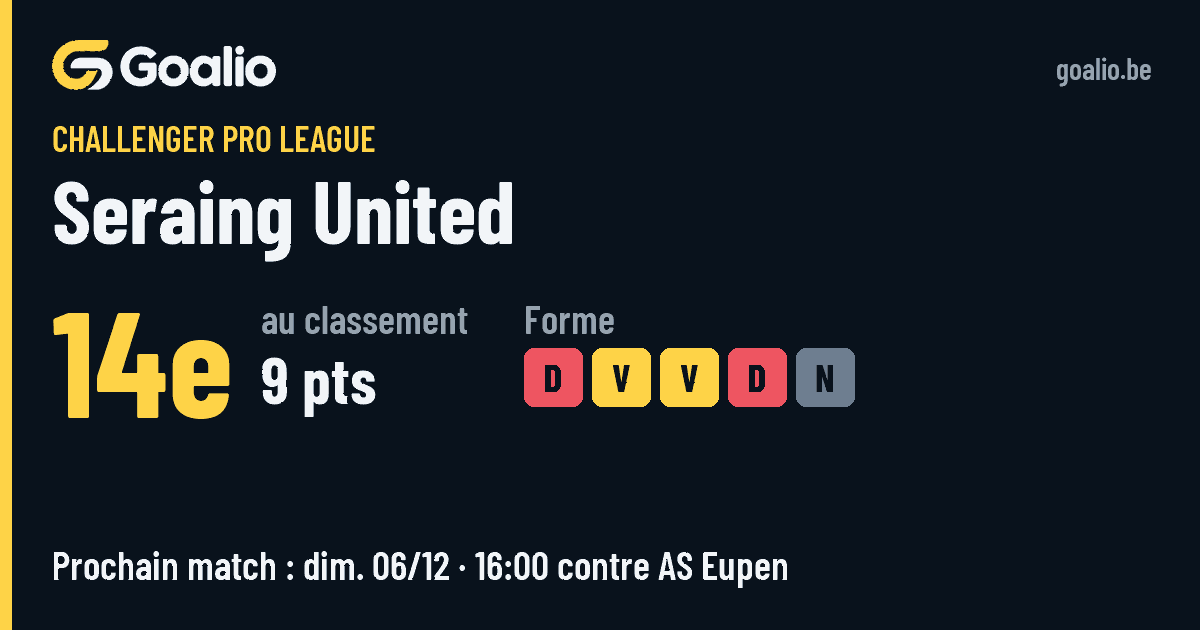 Goalio
goalio.be
CHALLENGER PRO LEAGUE
Seraing United
14e
au classement
9 pts
Forme
D V V D N
Prochain match : dim. 06/12 · 16:00 contre AS Eupen